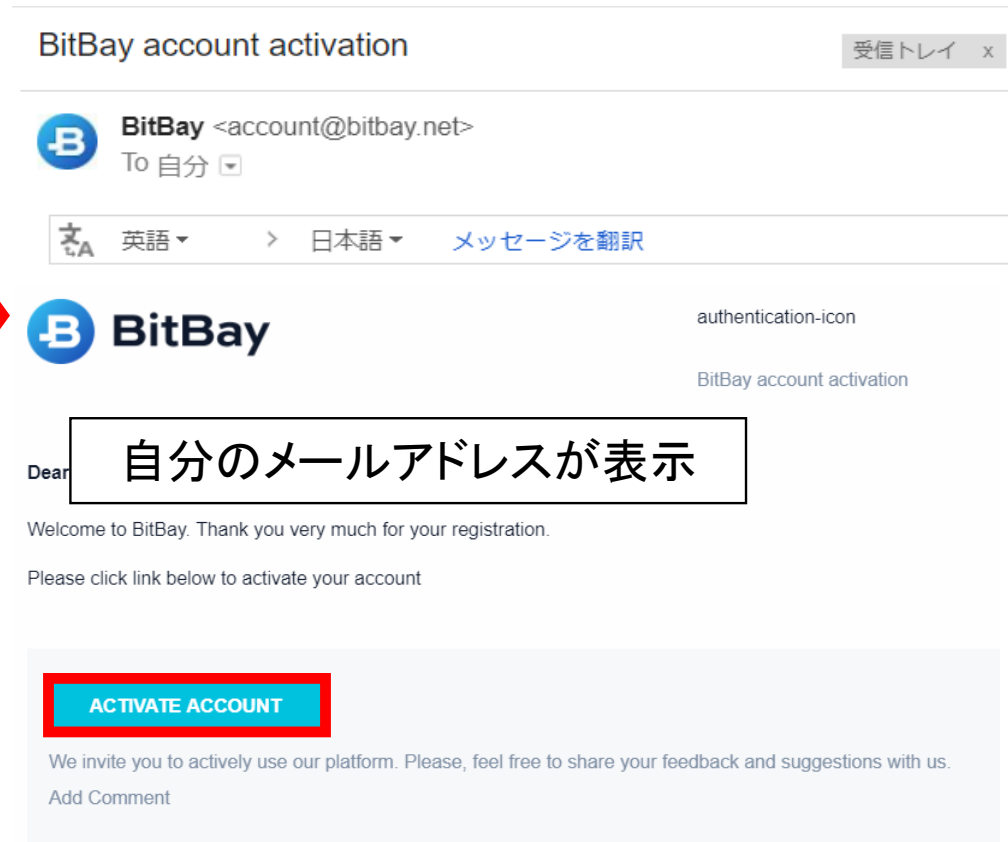 BitBay account activation
受信トレイ x
BitBay <account@bitbay.net>
To 自分
英語 > 日本語 メッセージを翻訳
BitBay
authentication-icon
BitBay account activation
Dear
自分のメールアドレスが表示
Welcome to BitBay. Thank you very much for your registration.
Please click link below to activate your account
ACTIVATE ACCOUNT
We invite you to actively use our platform. Please, feel free to share your feedback and suggestions with us.
Add Comment